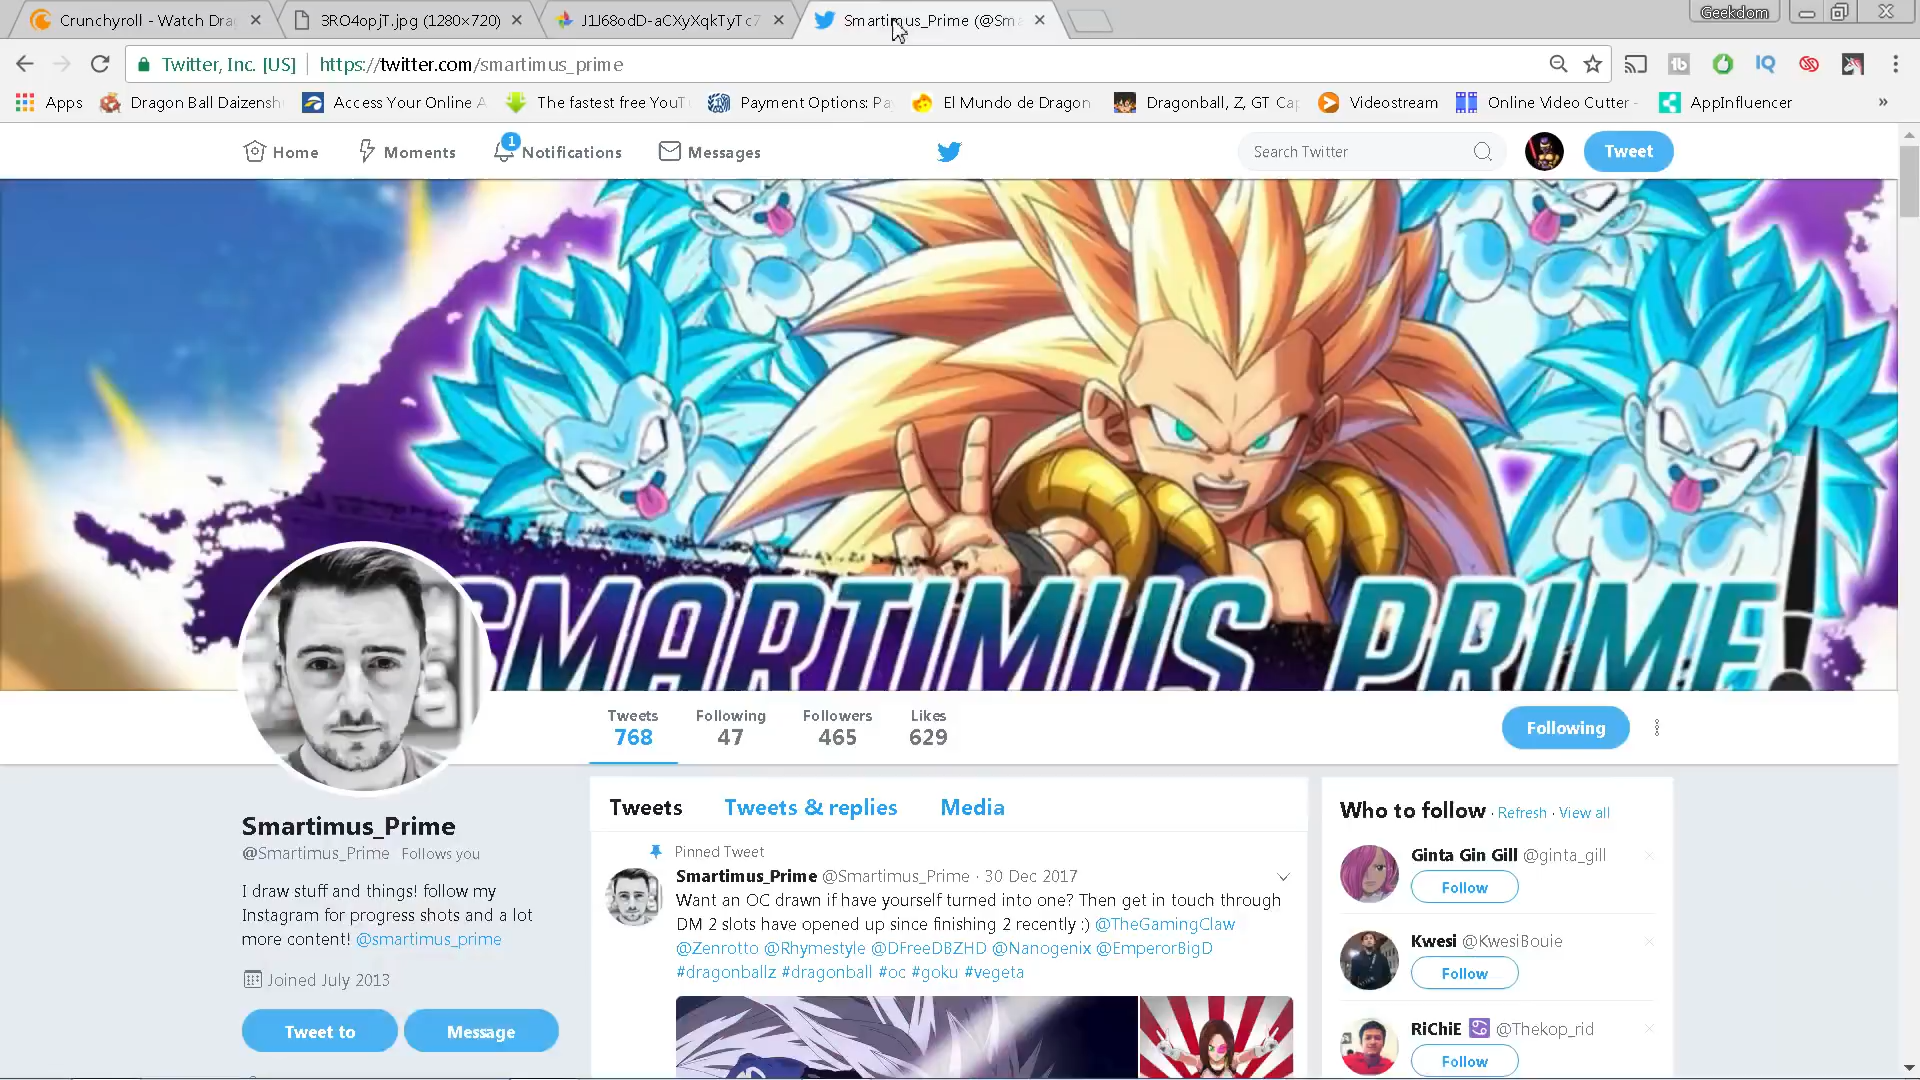 Crunchyroll - Watch Dra
3RO4opjT.jpg (1280×720)
J1J68odD-aCXyXqkTyTc7
Smartimus_Prime (@Sma
Geekdom
Twitter, Inc. [US] https://twitter.com/smartimus_prime
Apps
Dragon Ball Daizensh
Access Your Online A
The fastest free YouT
Payment Options: Pa
El Mundo de Dragon
Dragonball, Z, GT Ca
Videostream
Online Video Cutter -
AppInfluencer
»
Home
Moments
1
Notifications
Messages
Search Twitter
Tweet
SMARTIMUS PRIME!
Tweets Following Followers Likes
768 47 465 629
Following
Smartimus_Prime
@Smartimus_Prime Follows you
I draw stuff and things! follow my
Instagram for progress shots and a lot
more content! @smartimus_prime
Joined July 2013
Tweet to
Message
Tweets Tweets & replies Media
Pinned Tweet
Smartimus_Prime @Smartimus_Prime · 30 Dec 2017
Want an OC drawn if have yourself turned into one? Then get in touch through
DM 2 slots have opened up since finishing 2 recently :) @TheGamingClaw
@Zenrotto @Rhymestyle @DFreeDBZHD @Nanogenix @EmperorBigD
#dragonballz #dragonball #oc #goku #vegeta
Who to follow · Refresh · View all
Ginta Gin Gill @ginta_gill
Follow
Kwesi @KwesiBouie
Follow
RiChiE ♋ @Thekop_rid
Follow